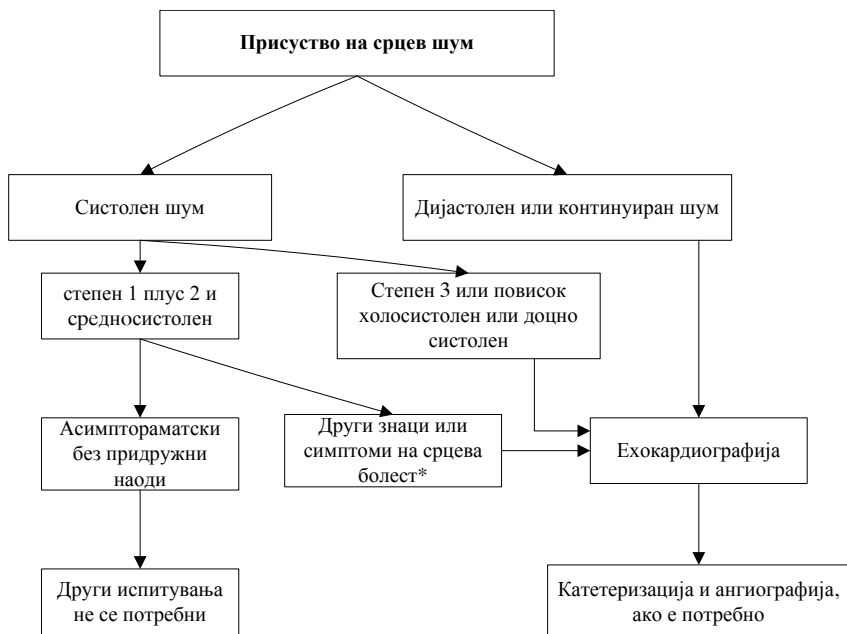 Присуство на срцев шум
Систолен шум
Дијастолен или континуиран шум
степен 1 плус 2 и
средносистолен
Степен 3 или повисок
холосистолен или доцно
систолен
Асимптораматски
без придружни
наоди
Други знаци или
симптоми на срцева
болест*
Ехокардиографија
Други испитувања
не се потребни
Катетеризација и ангиографија,
ако е потребно